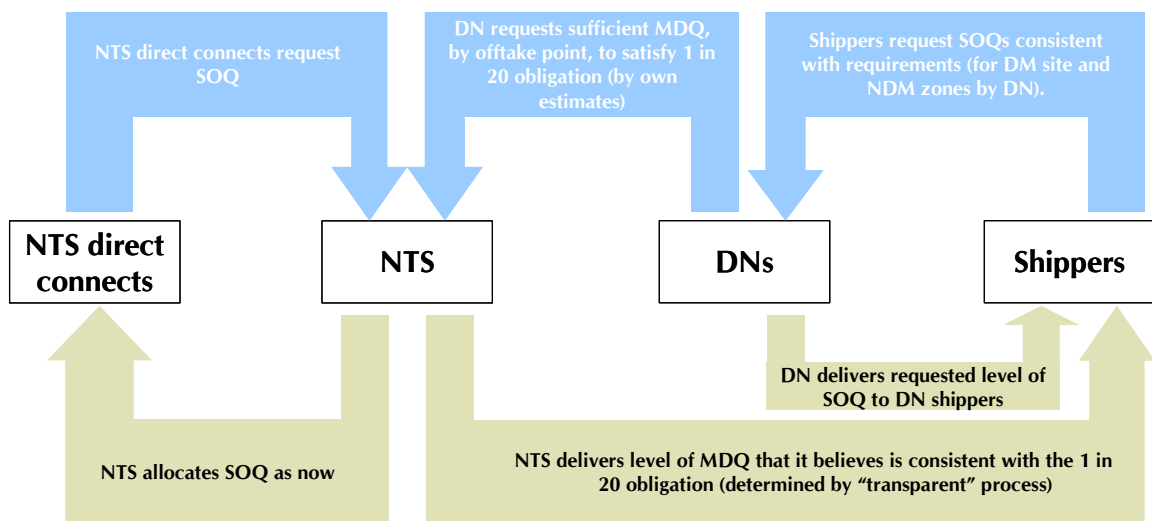 NTS direct connects request
SOQ
DN requests sufficient MDQ,
by offtake point, to satisfy 1 in
20 obligation (by own
estimates)
Shippers request SOQs consistent
with requirements (for DM site and
NDM zones by DN).
NTS direct
connects
NTS
DNs
Shippers
DN delivers requested level of
SOQ to DN shippers
NTS allocates SOQ as now
NTS delivers level of MDQ that it believes is consistent with the 1 in
20 obligation (determined by “transparent” process)